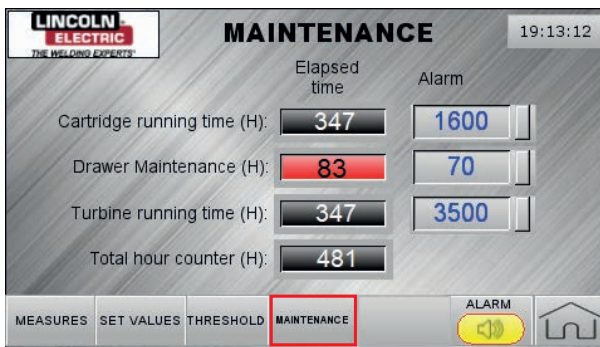 LINCOLN
ELECTRIC
THE WELDING EXPERTS
MAINTENANCE
19:13:12
Elapsed
time
Alarm
Cartridge running time (H): 347 1600
Drawer Maintenance (H): 83 70
Turbine running time (H): 347 3500
Total hour counter (H): 481
MEASURES SET VALUES THRESHOLD MAINTENANCE ALARM